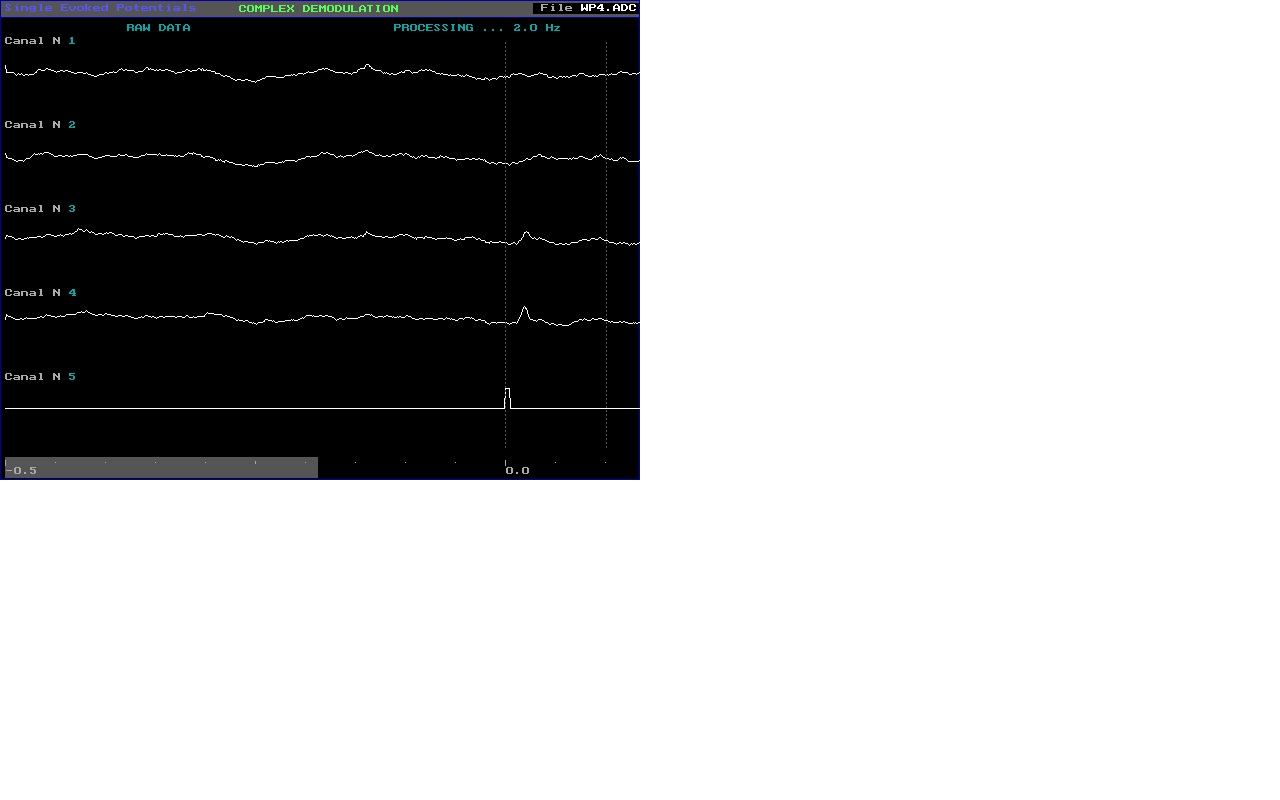 Single Evoked Potentials COMPLEX DEMODULATION File WP4.ADC
RAW DATA PROCESSING ... 2.0 Hz
Canal N 1
Canal N 2
Canal N 3
Canal N 4
Canal N 5
-0.5 0.0